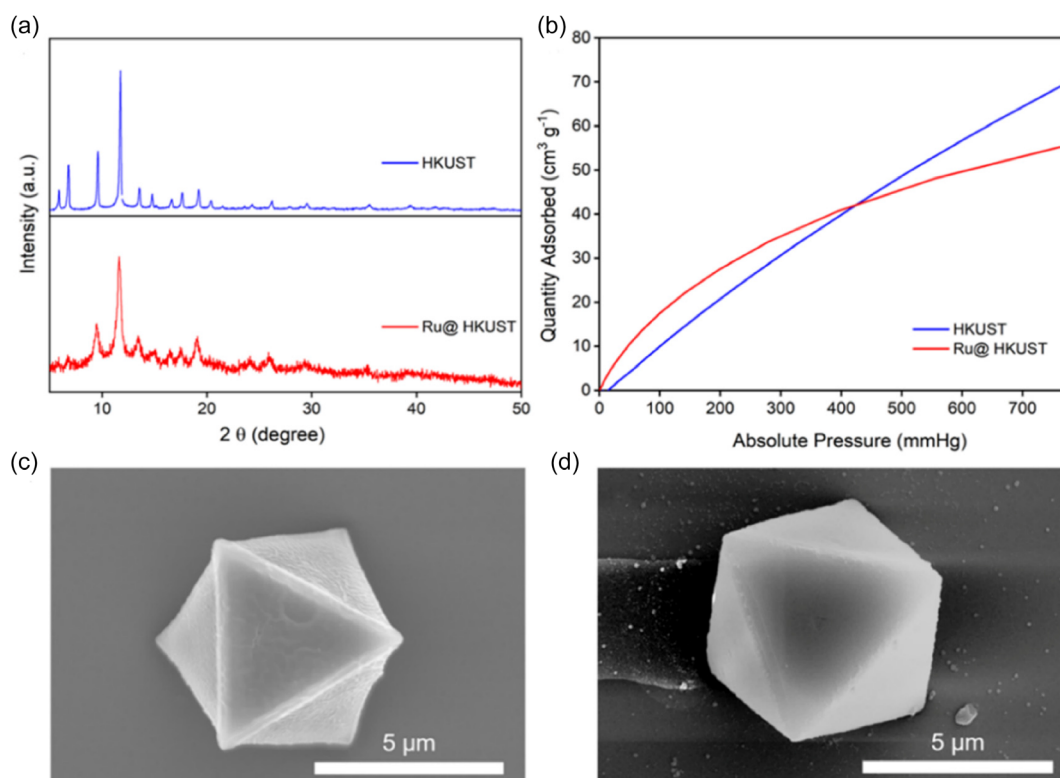 (a)
Intensity (a.u.)
HKUST
Ru@ HKUST
10 20 30 40 50
2 θ (degree)
(b)
Quantity Adsorbed (cm³ g⁻¹)
80
70
60
50
40
30
20
10
0
HKUST
Ru@ HKUST
0 100 200 300 400 500 600 700
Absolute Pressure (mmHg)
(c)
5 µm
(d)
5 µm